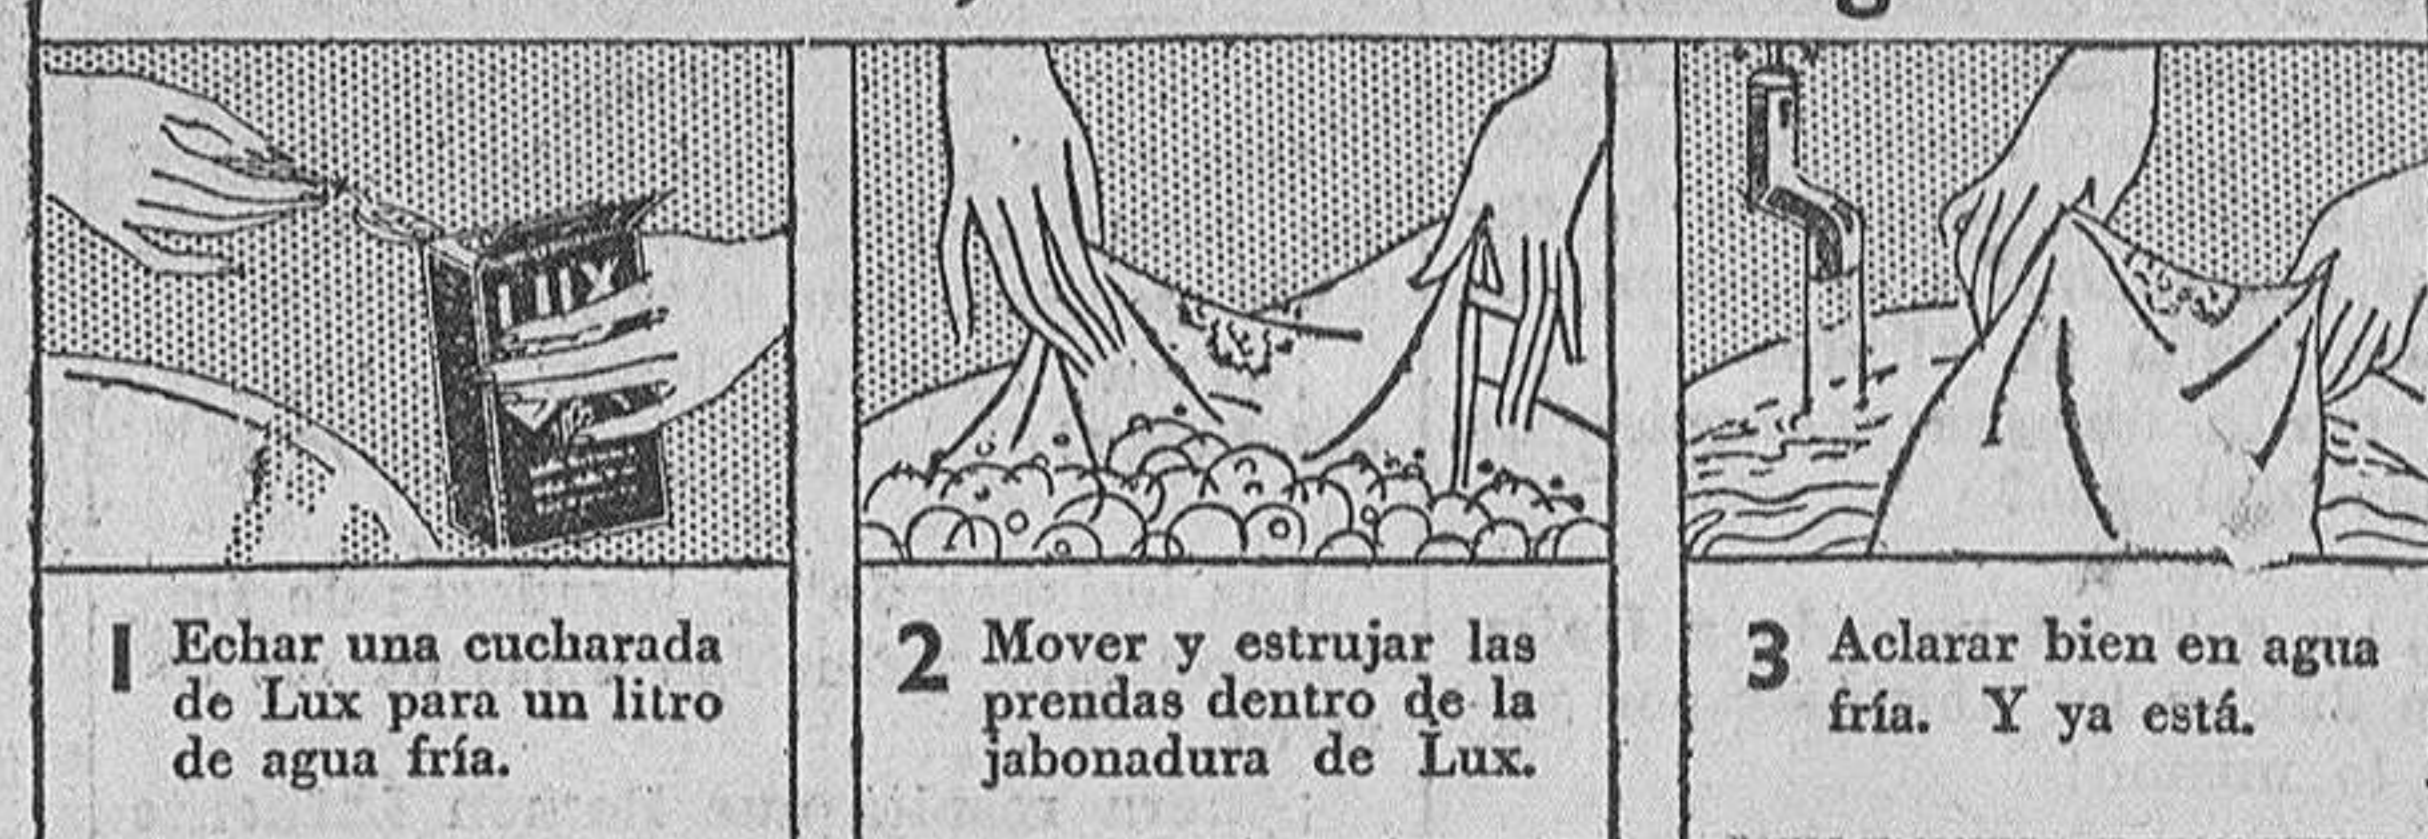 LUX
1 Echar una cucharada
de Lux para un litro
de agua fría.
2 Mover y estrujar las
prendas dentro de la
jabonadura de Lux.
3 Aclarar bien en agua
fría. Y ya está.